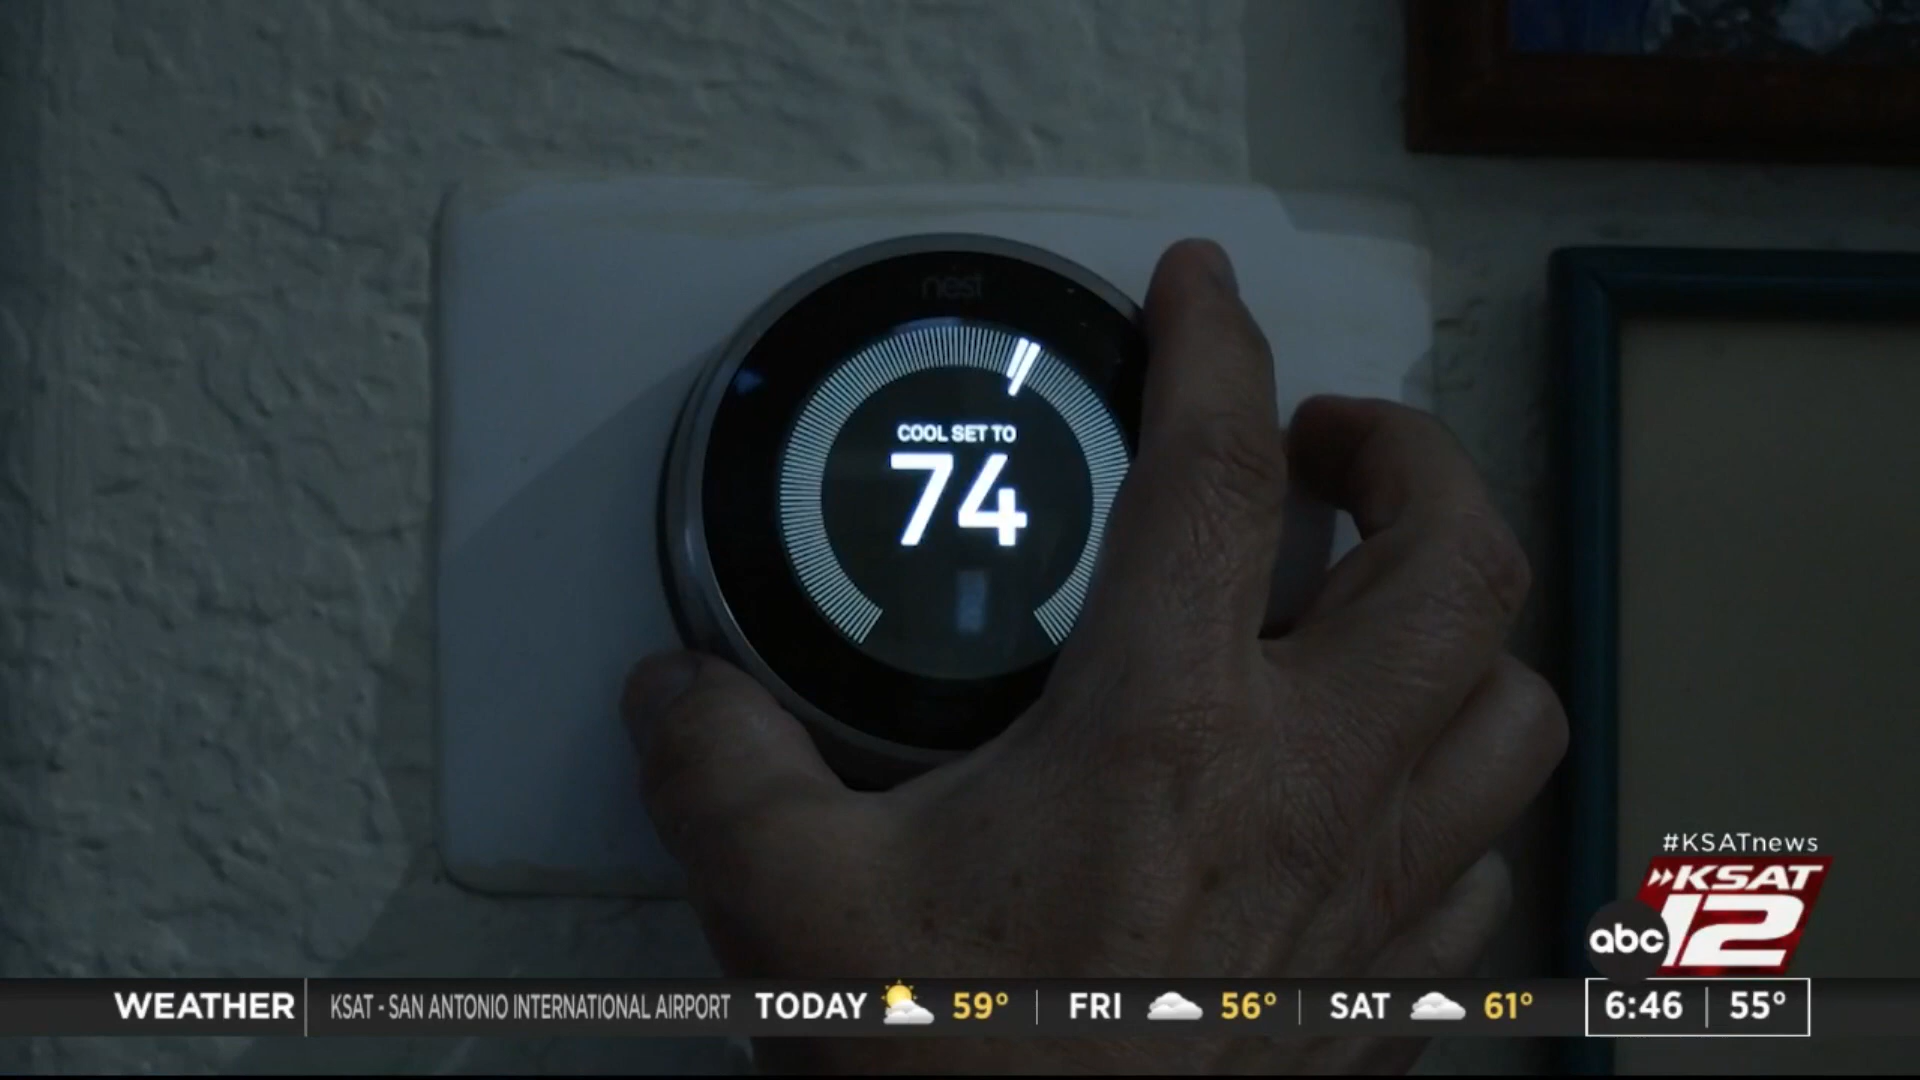 nest
COOL SET TO
74
#KSATnews
KSAT
12
abc
WEATHER KSAT - SAN ANTONIO INTERNATIONAL AIRPORT TODAY 59° FRI 56° SAT 61° 6:46 55°